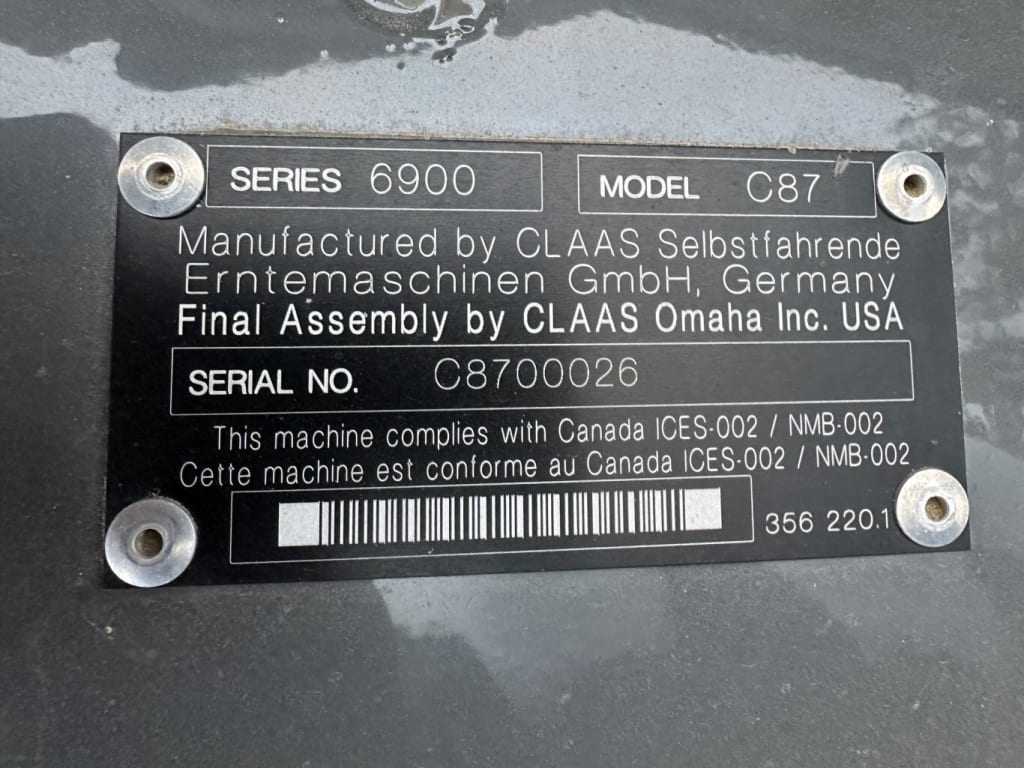 SERIES 6900 MODEL C87
Manufactured by CLAAS Selbstfahrende
Erntemaschinen GmbH, Germany
Final Assembly by CLAAS Omaha Inc. USA
SERIAL NO. C8700026
This machine complies with Canada ICES-002 / NMB-002
Cette machine est conforme au Canada ICES-002 / NMB-002
356 220.1